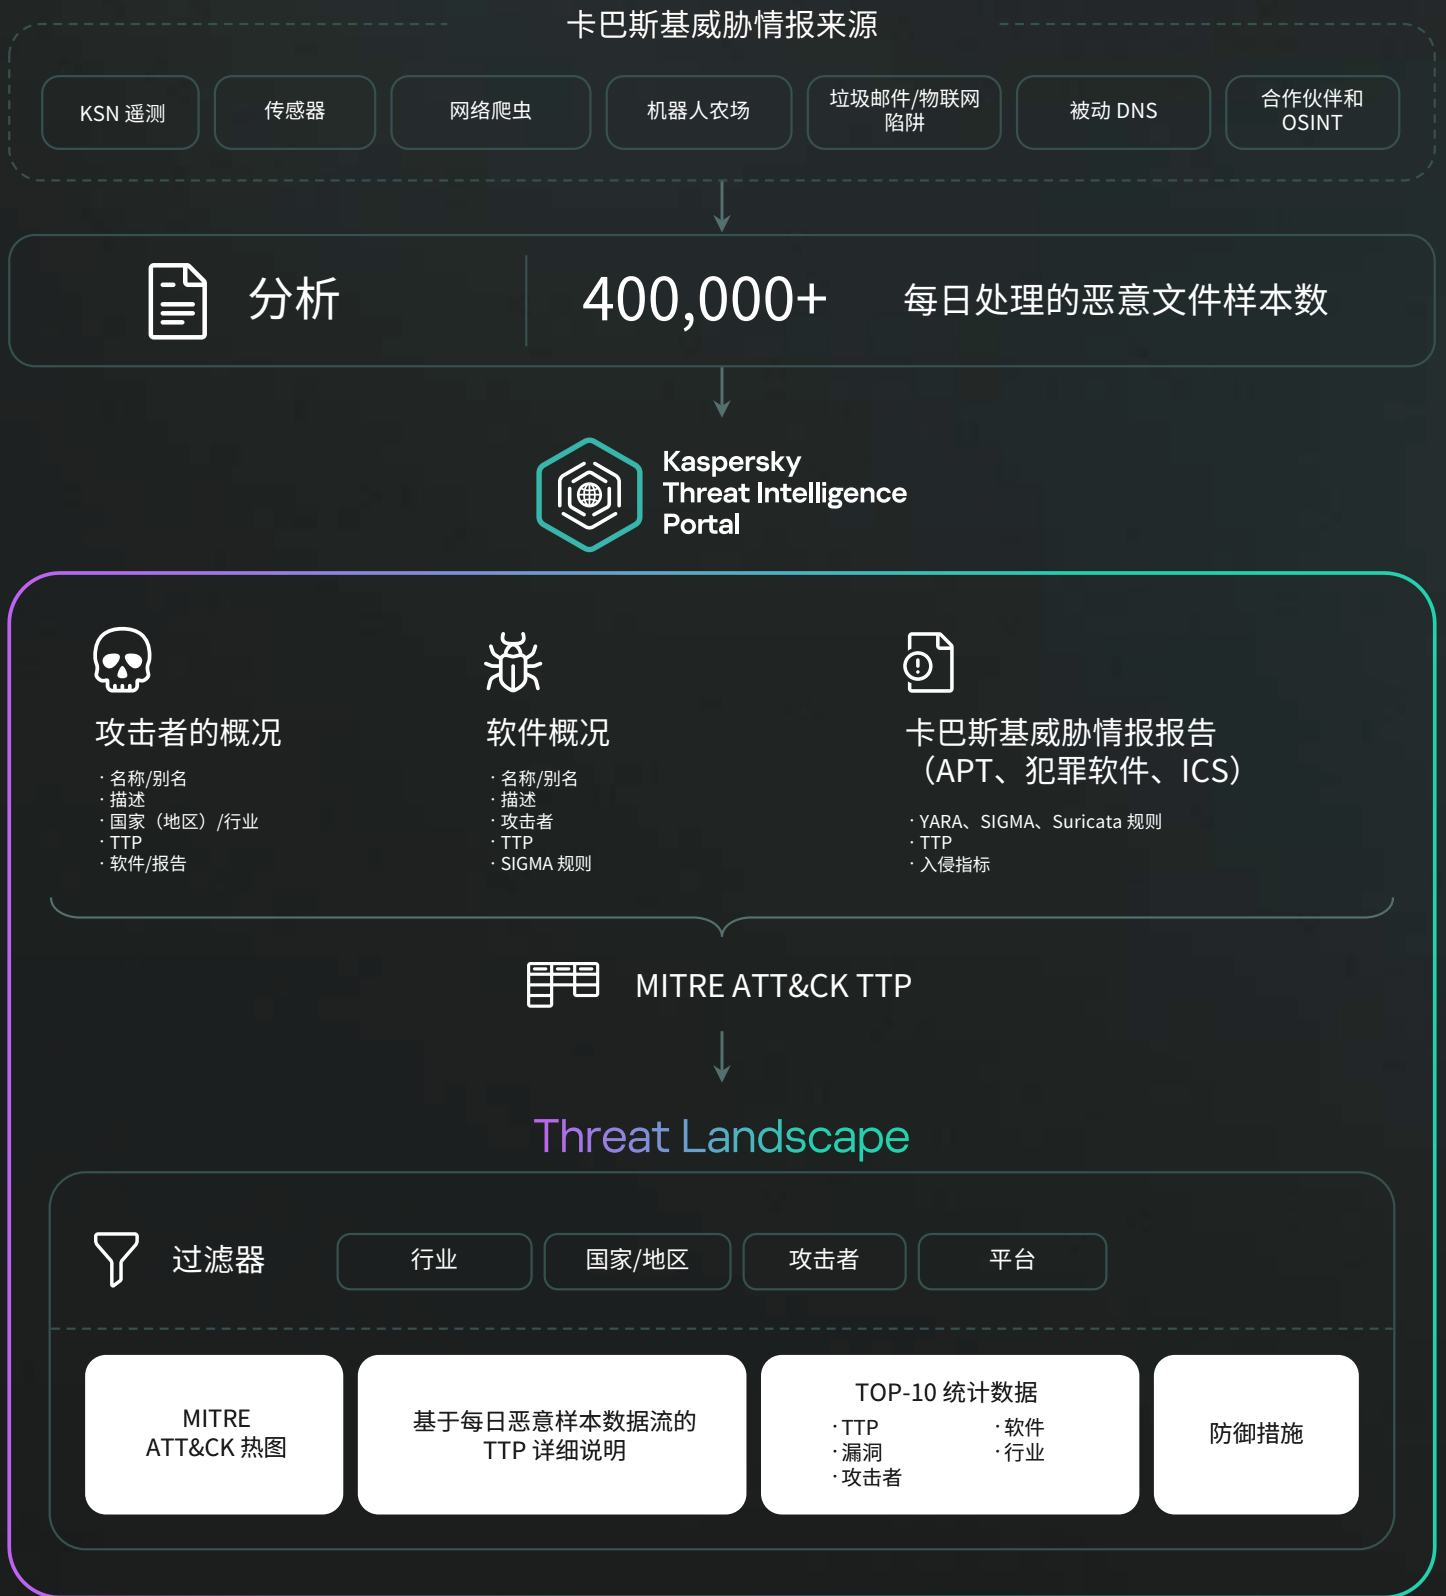 卡巴斯基威胁情报来源
KSN 遥测
传感器
网络爬虫
机器人农场
垃圾邮件/物联网
陷阱
被动 DNS
合作伙伴和
OSINT
分析
400,000+
每日处理的恶意文件样本数
Kaspersky
Threat Intelligence
Portal
攻击者的概况
· 名称/别名
· 描述
· 国家（地区）/行业
· TTP
· 软件/报告
软件概况
· 名称/别名
· 描述
· 攻击者
· TTP
· SIGMA 规则
卡巴斯基威胁情报报告
（APT、犯罪软件、ICS）
· YARA、SIGMA、Suricata 规则
· TTP
· 入侵指标
MITRE ATT&CK TTP
Threat Landscape
过滤器
行业
国家/地区
攻击者
平台
MITRE
ATT&CK 热图
基于每日恶意样本数据流的
TTP 详细说明
TOP-10 统计数据
· TTP
· 漏洞
· 攻击者
· 软件
· 行业
防御措施